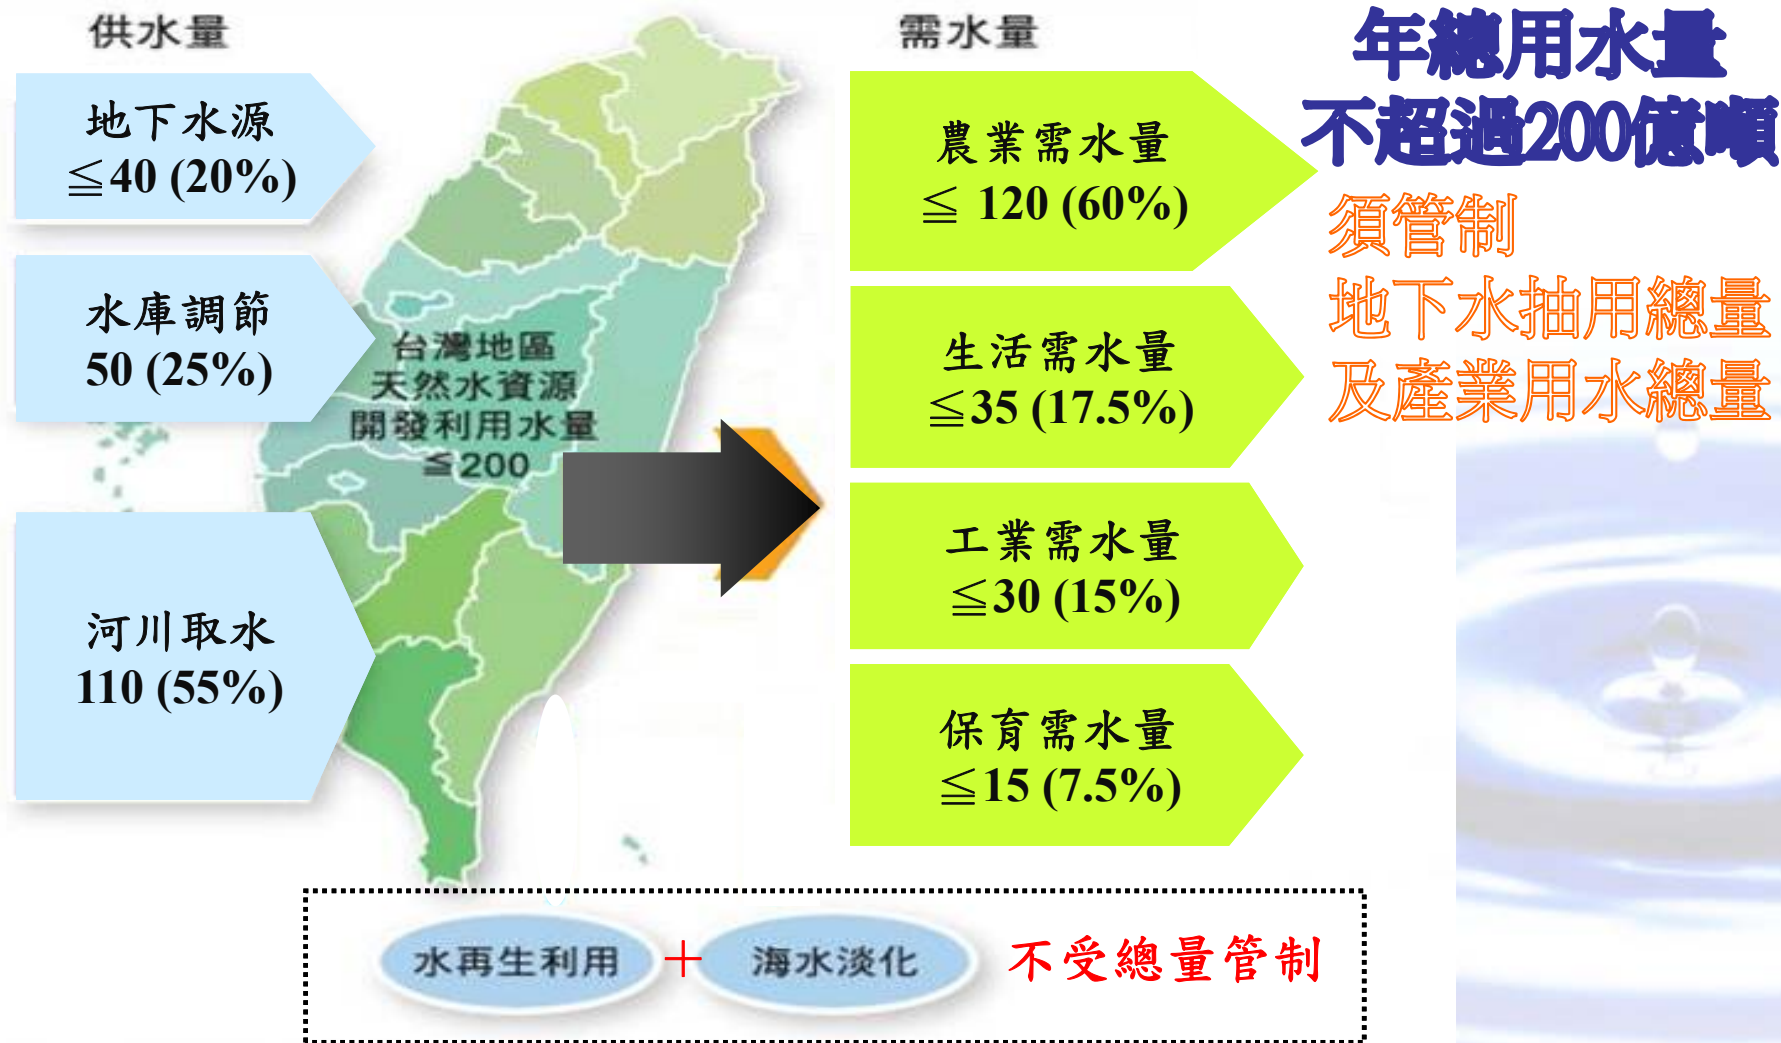 供水量
地下水源
≦40 (20%)
水庫調節
50 (25%)
河川取水
110 (55%)
台灣地區
天然水資源
開發利用水量
≦200
需水量
農業需水量
≦ 120 (60%)
生活需水量
≦35 (17.5%)
工業需水量
≦30 (15%)
保育需水量
≦15 (7.5%)
年總用水量
不超過200億噸
須管制
地下水抽用總量
及產業用水總量
水再生利用 + 海水淡化 不受總量管制